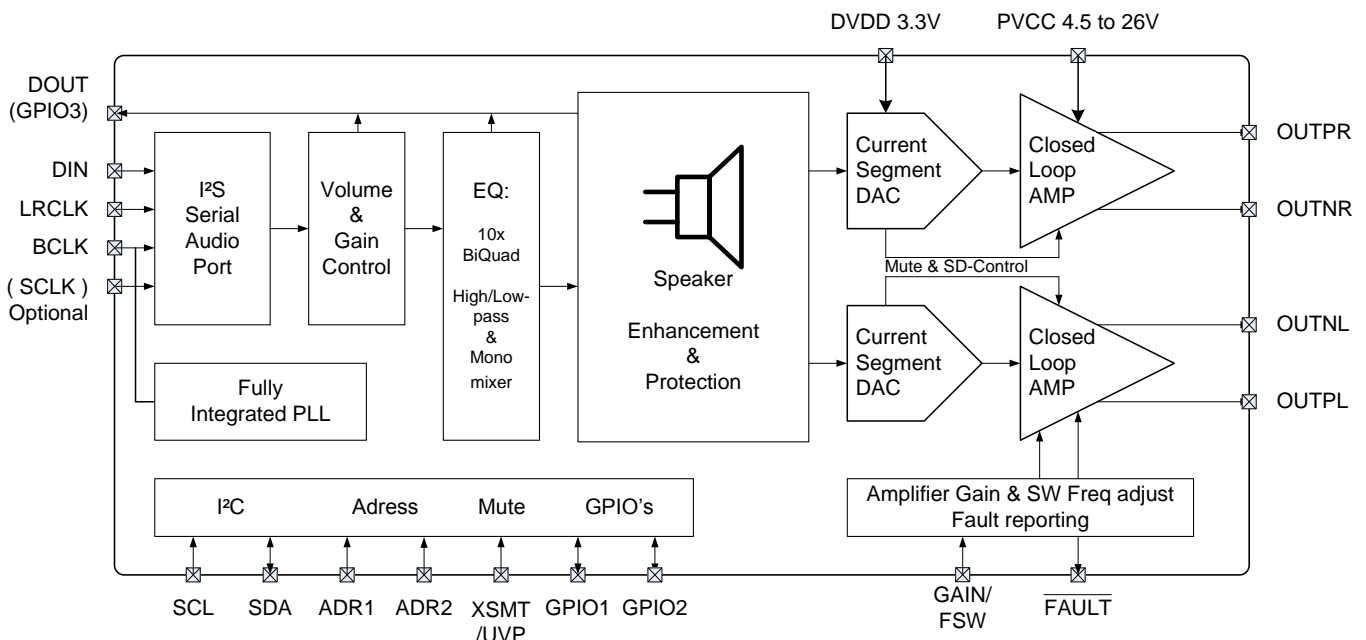 DVDD 3.3V
PVCC 4.5 to 26V
DOUT
(GPIO3)
DIN
LRCLK
BCLK
( SCLK )
Optional
I²S
Serial
Audio
Port
Volume
&
Gain
Control
EQ:
10x
BiQuad
High/Low-
pass
&
Mono
mixer
Speaker
Enhancement
&
Protection
Current
Segment
DAC
Closed
Loop
AMP
OUTPR
OUTNR
Mute & SD-Control
Current
Segment
DAC
Closed
Loop
AMP
OUTNL
OUTPL
Fully
Integrated PLL
I²C
Adress
Mute
GPIO's
Amplifier Gain & SW Freq adjust
Fault reporting
SCL
SDA
ADR1
ADR2
XSMT
/UVP
GPIO1
GPIO2
GAIN/
FSW
FAULT